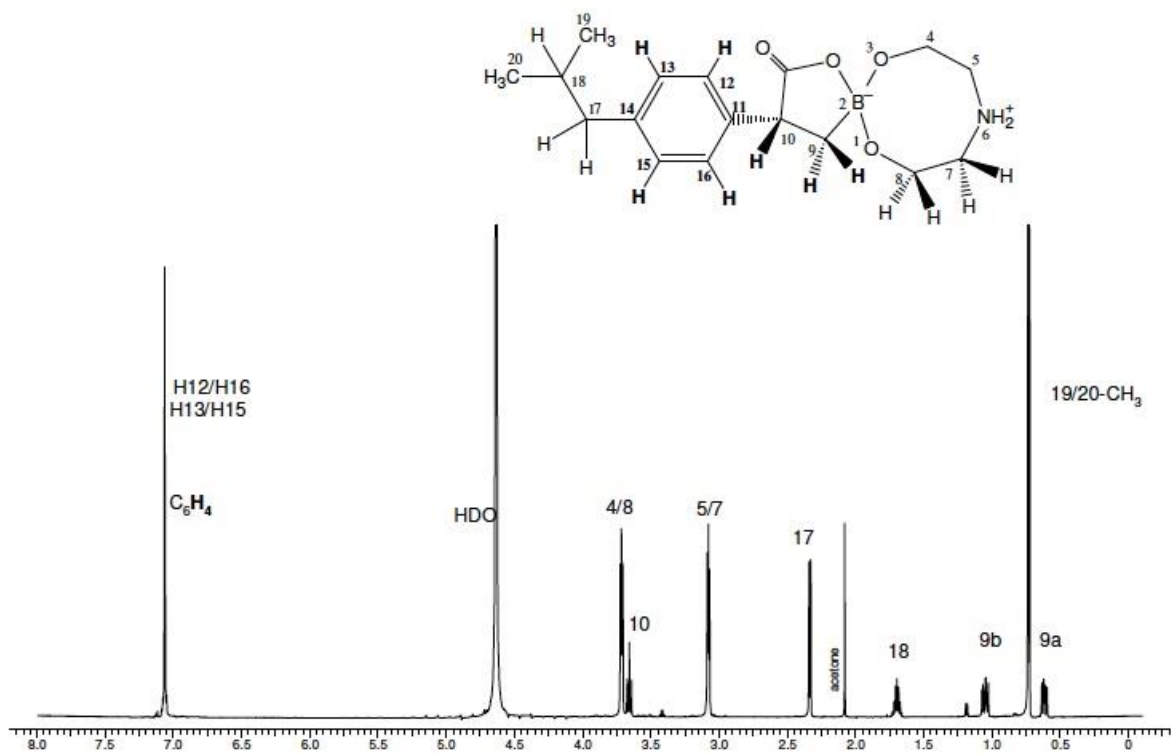 19
CH₃
H
H
H
20
H₃C
18
13
12
O
O
O
3
4
5
17
14
11
2
B⁻
NH₂⁺
6
10
9
1
O
H
H
15
16
H
H
H
8
7
H
H
H
H
H
H
H12/H16
H13/H15
19/20-CH₃
C₆H₄
HDO
4/8
5/7
17
10
acetone
18
9b
9a
8.0 7.5 7.0 6.5 6.0 5.5 5.0 4.5 4.0 3.5 3.0 2.5 2.0 1.5 1.0 0.5 0